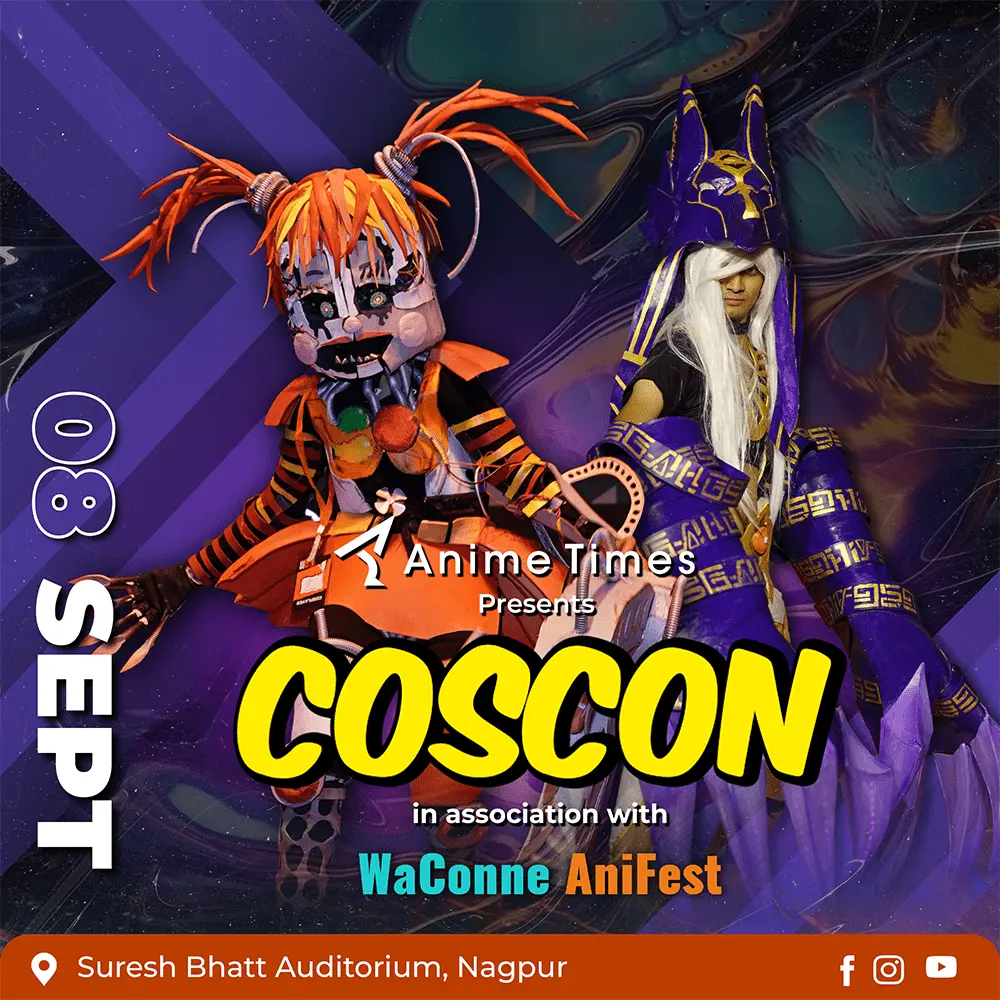 08 SEPT
Anime Times
Presents
COSCON
in association with
WaConne AniFest
Suresh Bhatt Auditorium, Nagpur